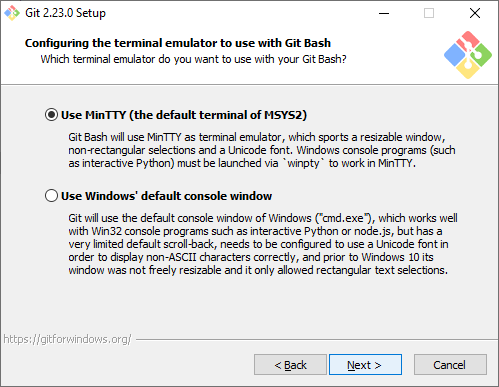 Git 2.23.0 Setup
Configuring the terminal emulator to use with Git Bash
Which terminal emulator do you want to use with your Git Bash?
Use MinTTY (the default terminal of MSYS2)
Git Bash will use MinTTY as terminal emulator, which sports a resizable window,
non-rectangular selections and a Unicode font. Windows console programs (such
as interactive Python) must be launched via `winpty` to work in MinTTY.
Use Windows' default console window
Git will use the default console window of Windows ("cmd.exe"), which works well
with Win32 console programs such as interactive Python or node.js, but has a
very limited default scroll-back, needs to be configured to use a Unicode font in
order to display non-ASCII characters correctly, and prior to Windows 10 its
window was not freely resizable and it only allowed rectangular text selections.
https://gitforwindows.org/
< Back
Next >
Cancel